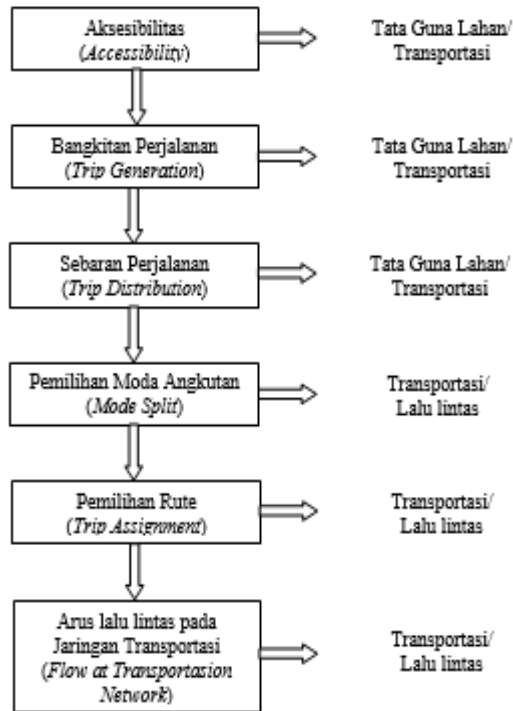 Aksesibilitas
(Accessibility)
Tata Guna Lahan/
Transportasi
Bangkitan Perjalanan
(Trip Generation)
Tata Guna Lahan/
Transportasi
Sebaran Perjalanan
(Trip Distribution)
Tata Guna Lahan/
Transportasi
Pemilihan Moda Angkutan
(Mode Split)
Transportasi/
Lalu lintas
Pemilihan Rute
(Trip Assignment)
Transportasi/
Lalu lintas
Arus lalu lintas pada
Jaringan Transportasi
(Flow at Transportasion
Network)
Transportasi/
Lalu lintas